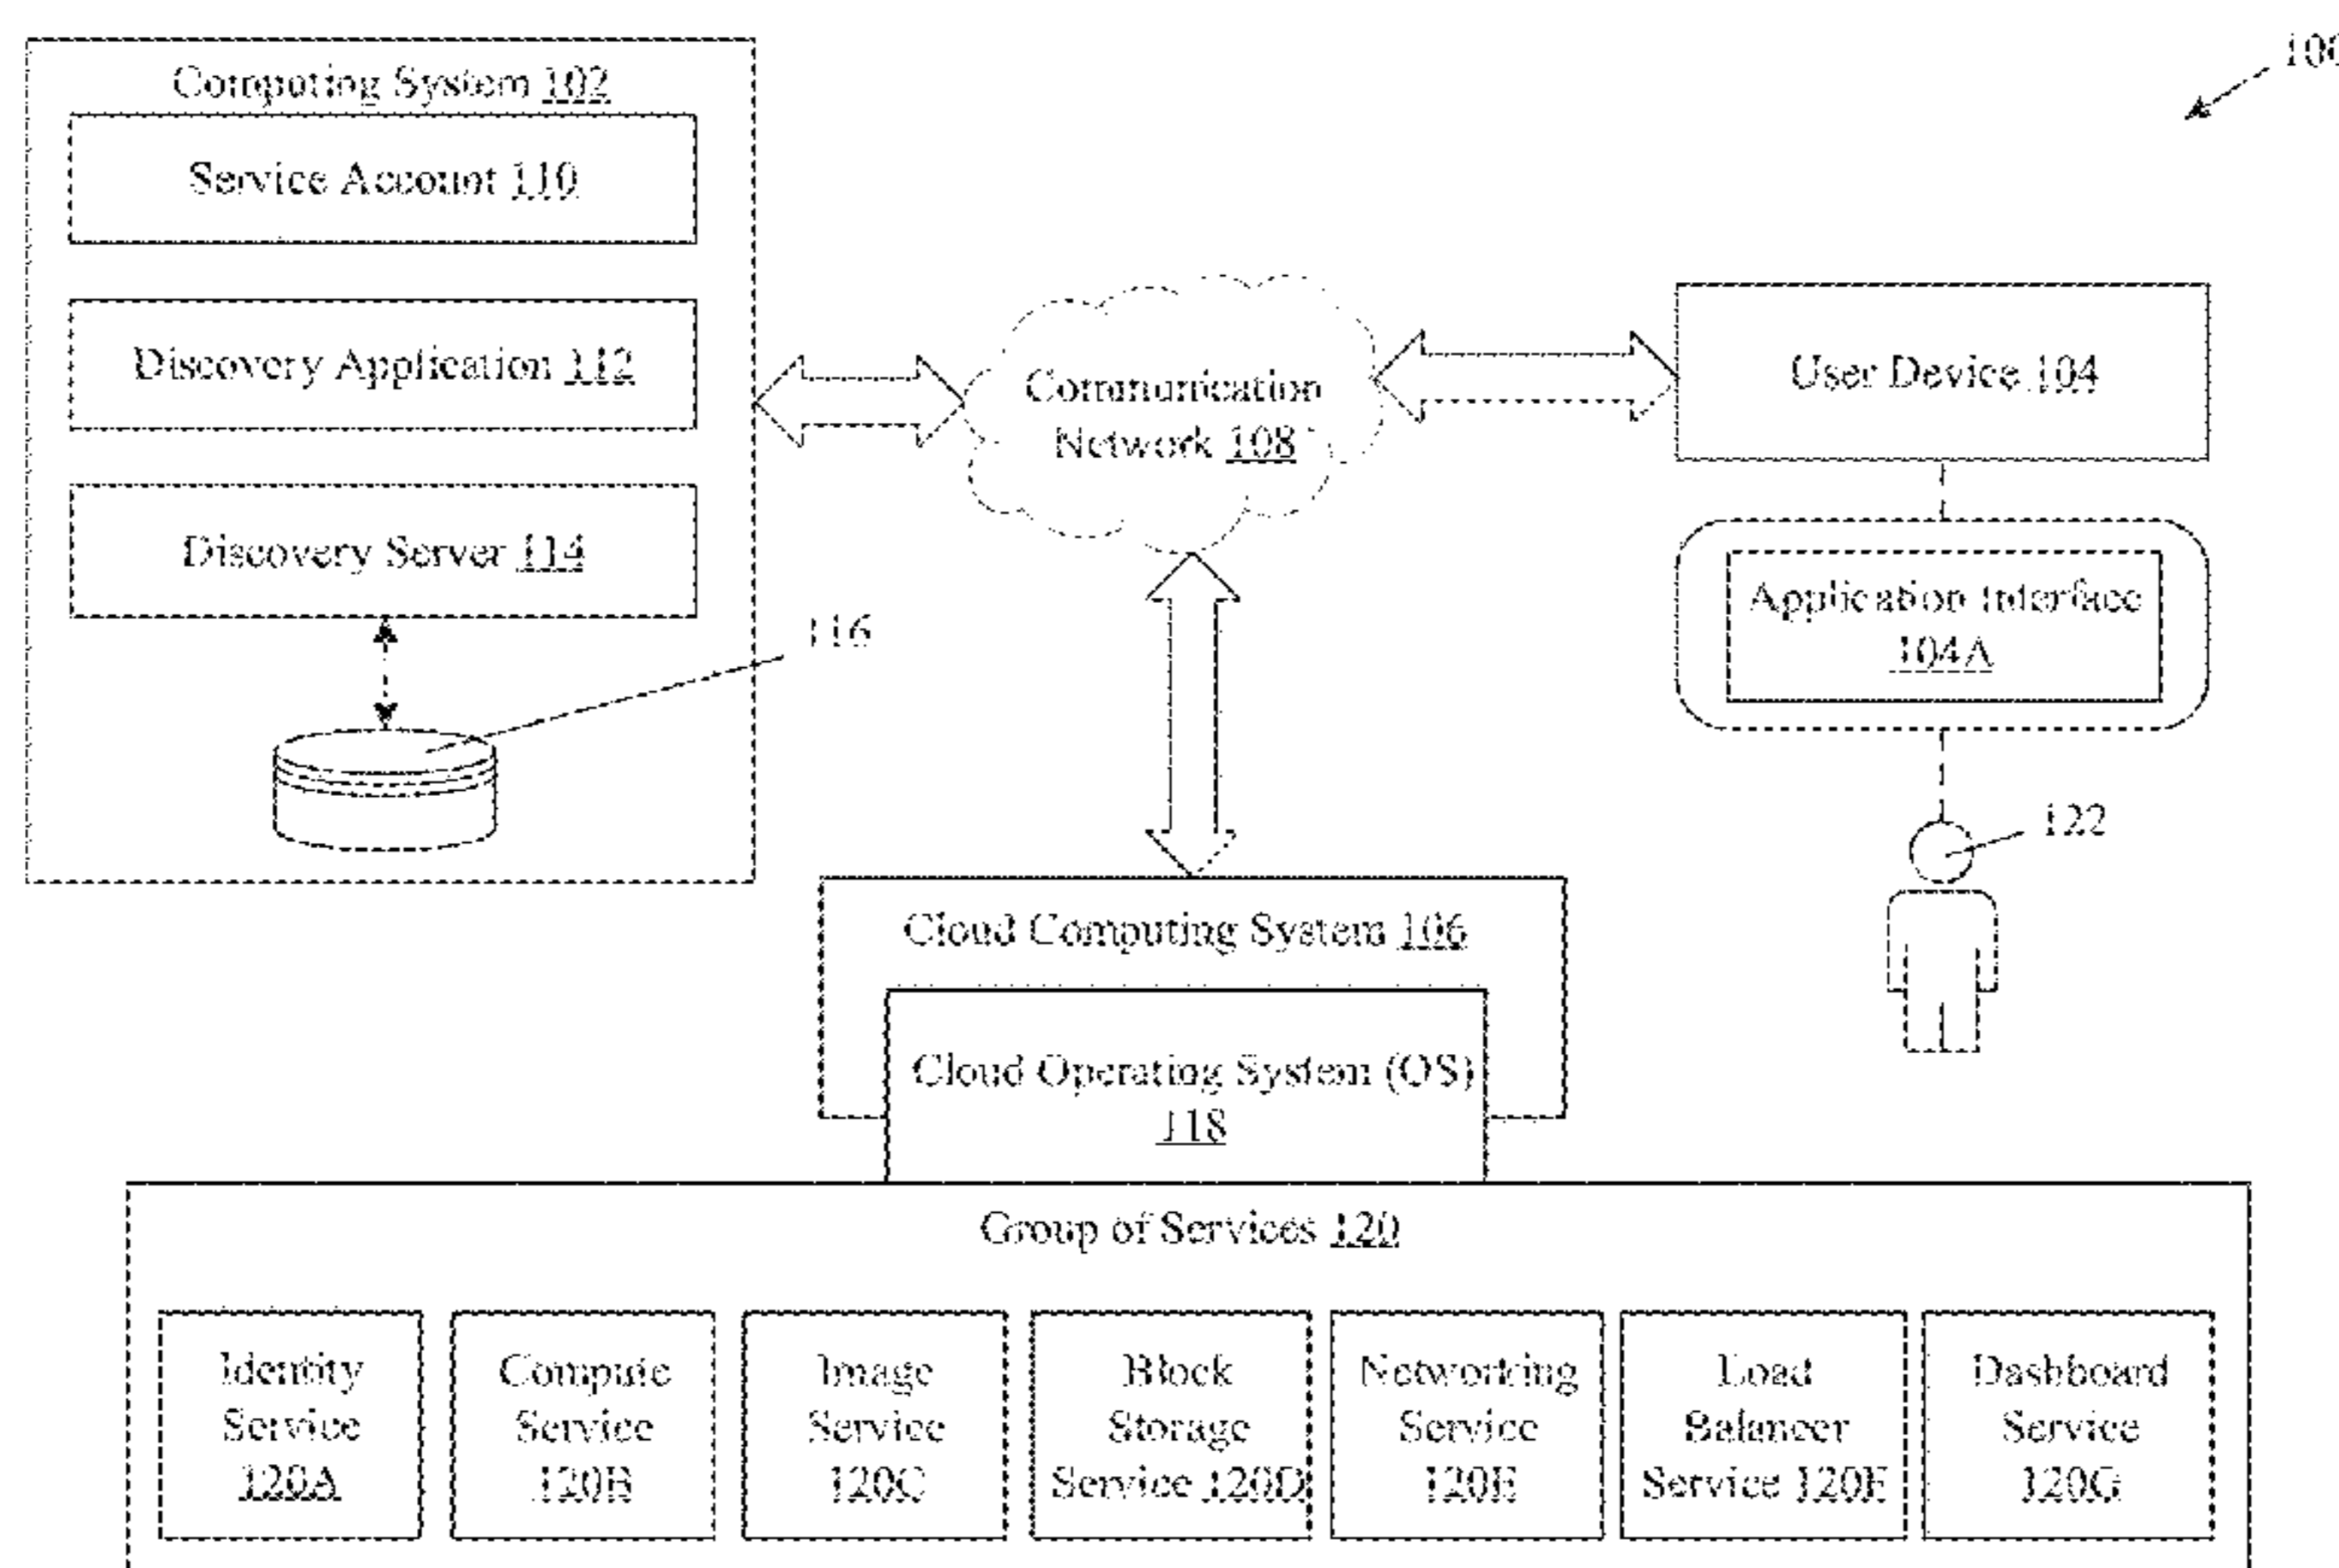 100
Computing System 102
Service Account 110
Discovery Application 112
Discovery Server 114
116
Communication
Network 108
User Device 104
Application Interface
104A
122
Cloud Computing System 106
Cloud Operating System (OS)
118
Group of Services 120
Identity
Service
120A
Compute
Service
120B
Image
Service
120C
Block
Storage
Service 120D
Networking
Service
120E
Load
Balancer
Service 120F
Dashboard
Service
120G